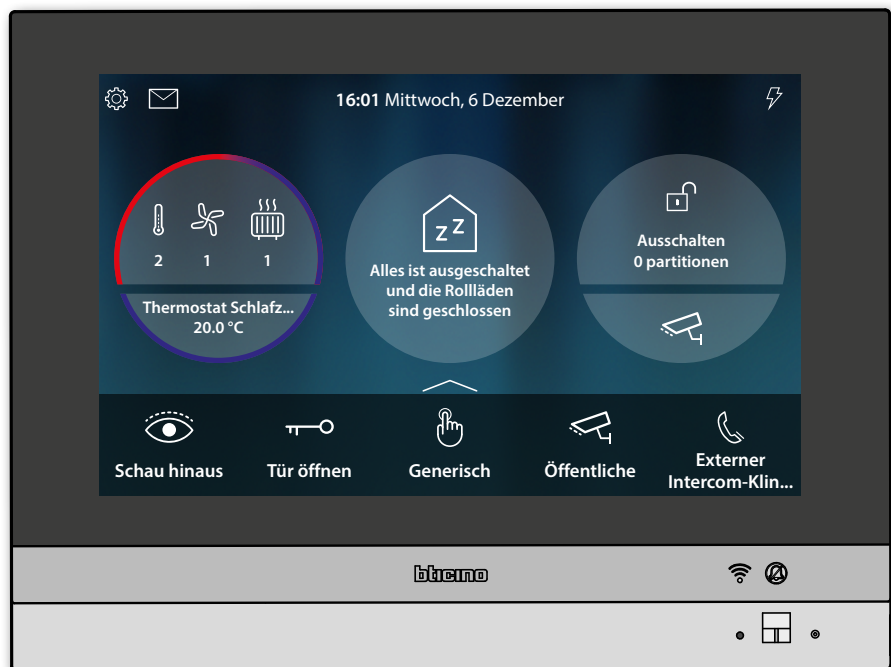 16:01 Mittwoch, 6 Dezember
2 1 1
Thermostat Schlafz...
20.0 °C
zz
Alles ist ausgeschaltet
und die Rollläden
sind geschlossen
Ausschalten
0 partitionen
Schau hinaus
Tür öffnen
Generisch
Öffentliche
Externer
Intercom-Klin...
bticino